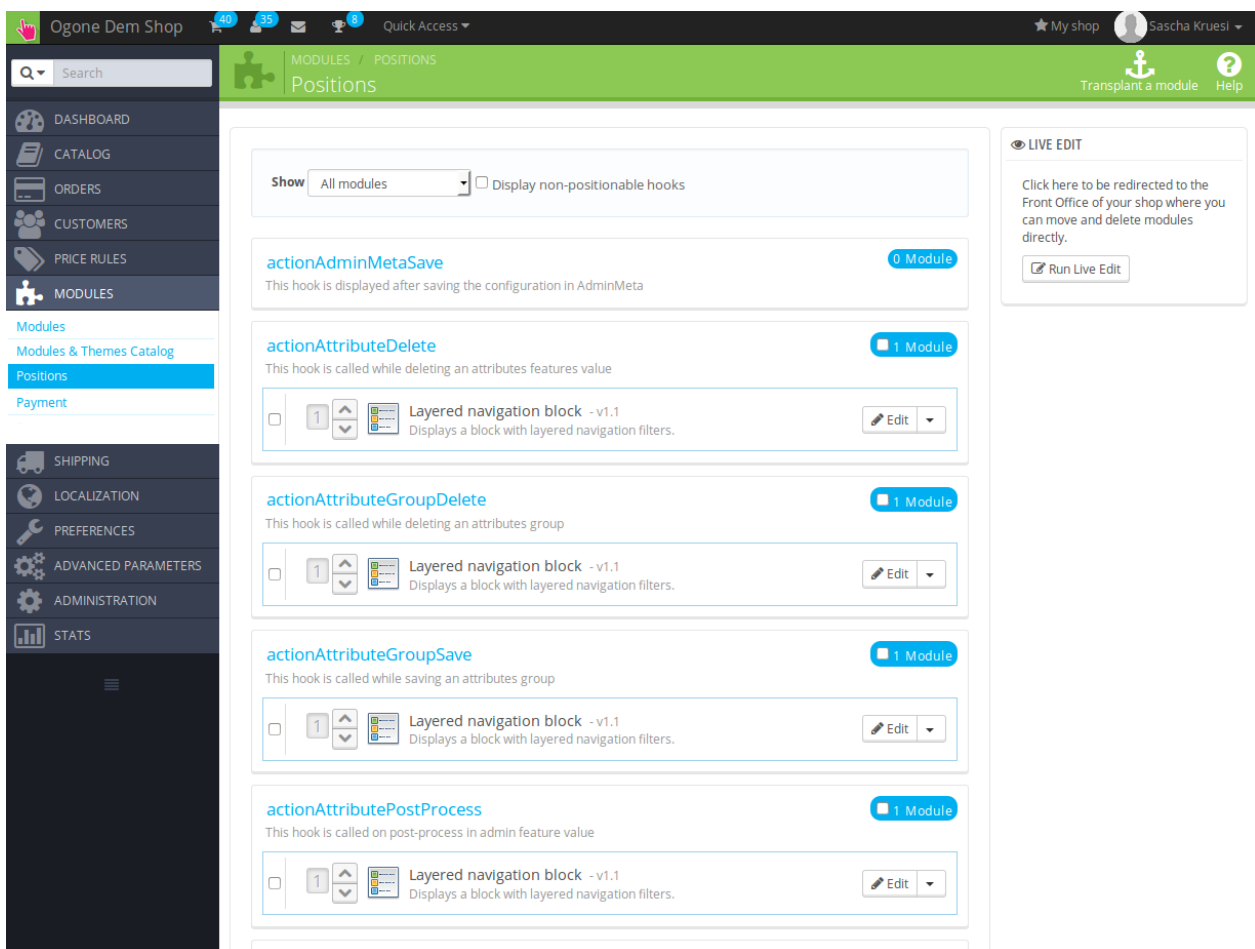 Ogone Dem Shop 40 35 8 Quick Access My shop Sascha Kruesi
Search
MODULES / POSITIONS
Positions
Transplant a module Help
DASHBOARD
CATALOG
ORDERS
CUSTOMERS
PRICE RULES
MODULES
Modules
Modules & Themes Catalog
Positions
Payment
SHIPPING
LOCALIZATION
PREFERENCES
ADVANCED PARAMETERS
ADMINISTRATION
STATS
Show All modules Display non-positionable hooks
actionAdminMetaSave 0 Module
This hook is displayed after saving the configuration in AdminMeta
actionAttributeDelete 1 Module
This hook is called while deleting an attributes features value
1 Layered navigation block - v1.1 Edit
Displays a block with layered navigation filters.
actionAttributeGroupDelete 1 Module
This hook is called while deleting an attributes group
1 Layered navigation block - v1.1 Edit
Displays a block with layered navigation filters.
actionAttributeGroupSave 1 Module
This hook is called while saving an attributes group
1 Layered navigation block - v1.1 Edit
Displays a block with layered navigation filters.
actionAttributePostProcess 1 Module
This hook is called on post-process in admin feature value
1 Layered navigation block - v1.1 Edit
Displays a block with layered navigation filters.
LIVE EDIT
Click here to be redirected to the
Front Office of your shop where you
can move and delete modules
directly.
Run Live Edit